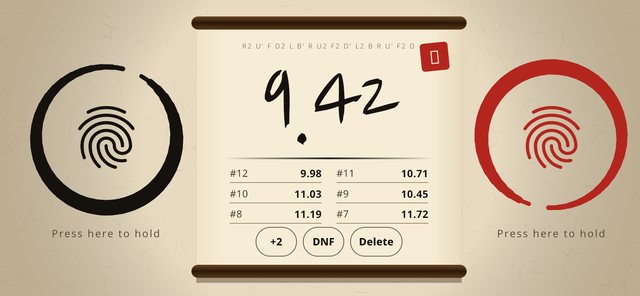 R2 U' F D2 L B' R U2 F2 D' L2 B R U' F2 D
9.42
#12 9.98 #11 10.71
#10 11.03 #9 10.45
#8 11.19 #7 11.72
+2 DNF Delete
Press here to hold
Press here to hold